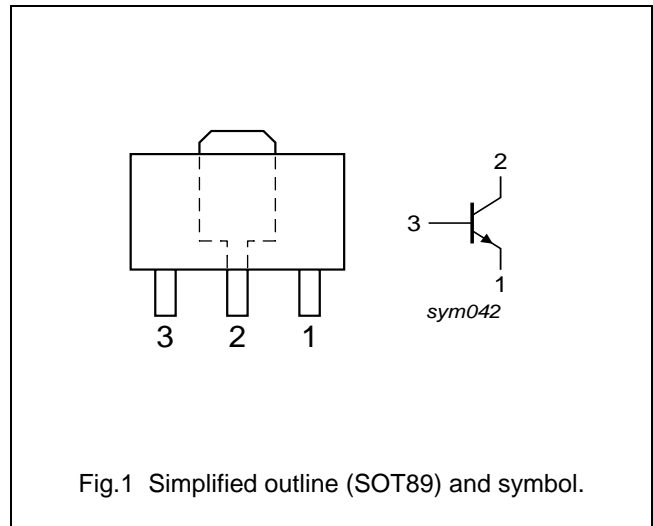 2
3
1
sym042
3 2 1
Fig.1 Simplified outline (SOT89) and symbol.